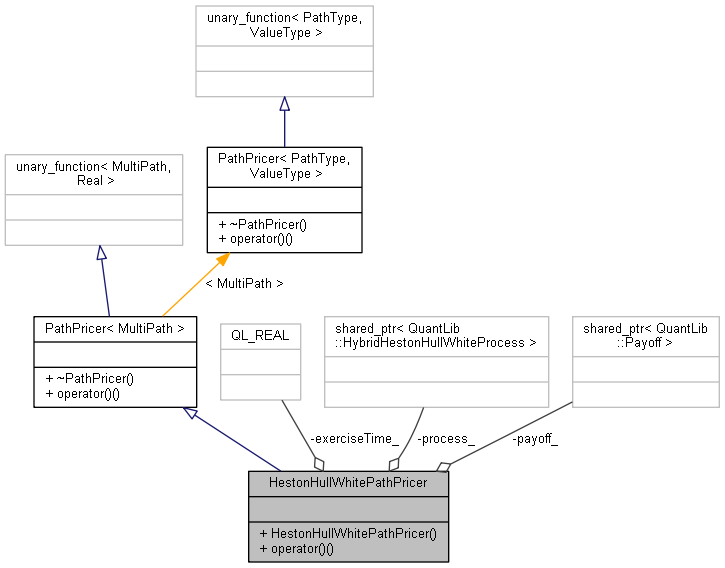 unary_function< PathType,
ValueType >
unary_function< MultiPath,
Real >
PathPricer< PathType,
ValueType >
+ ~PathPricer()
+ operator()()
< MultiPath >
PathPricer< MultiPath >
+ ~PathPricer()
+ operator()()
QL_REAL
shared_ptr< QuantLib
::HybridHestonHullWhiteProcess >
shared_ptr< QuantLib
::Payoff >
-exerciseTime_
-process_
-payoff_
HestonHullWhitePathPricer
+ HestonHullWhitePathPricer()
+ operator()()